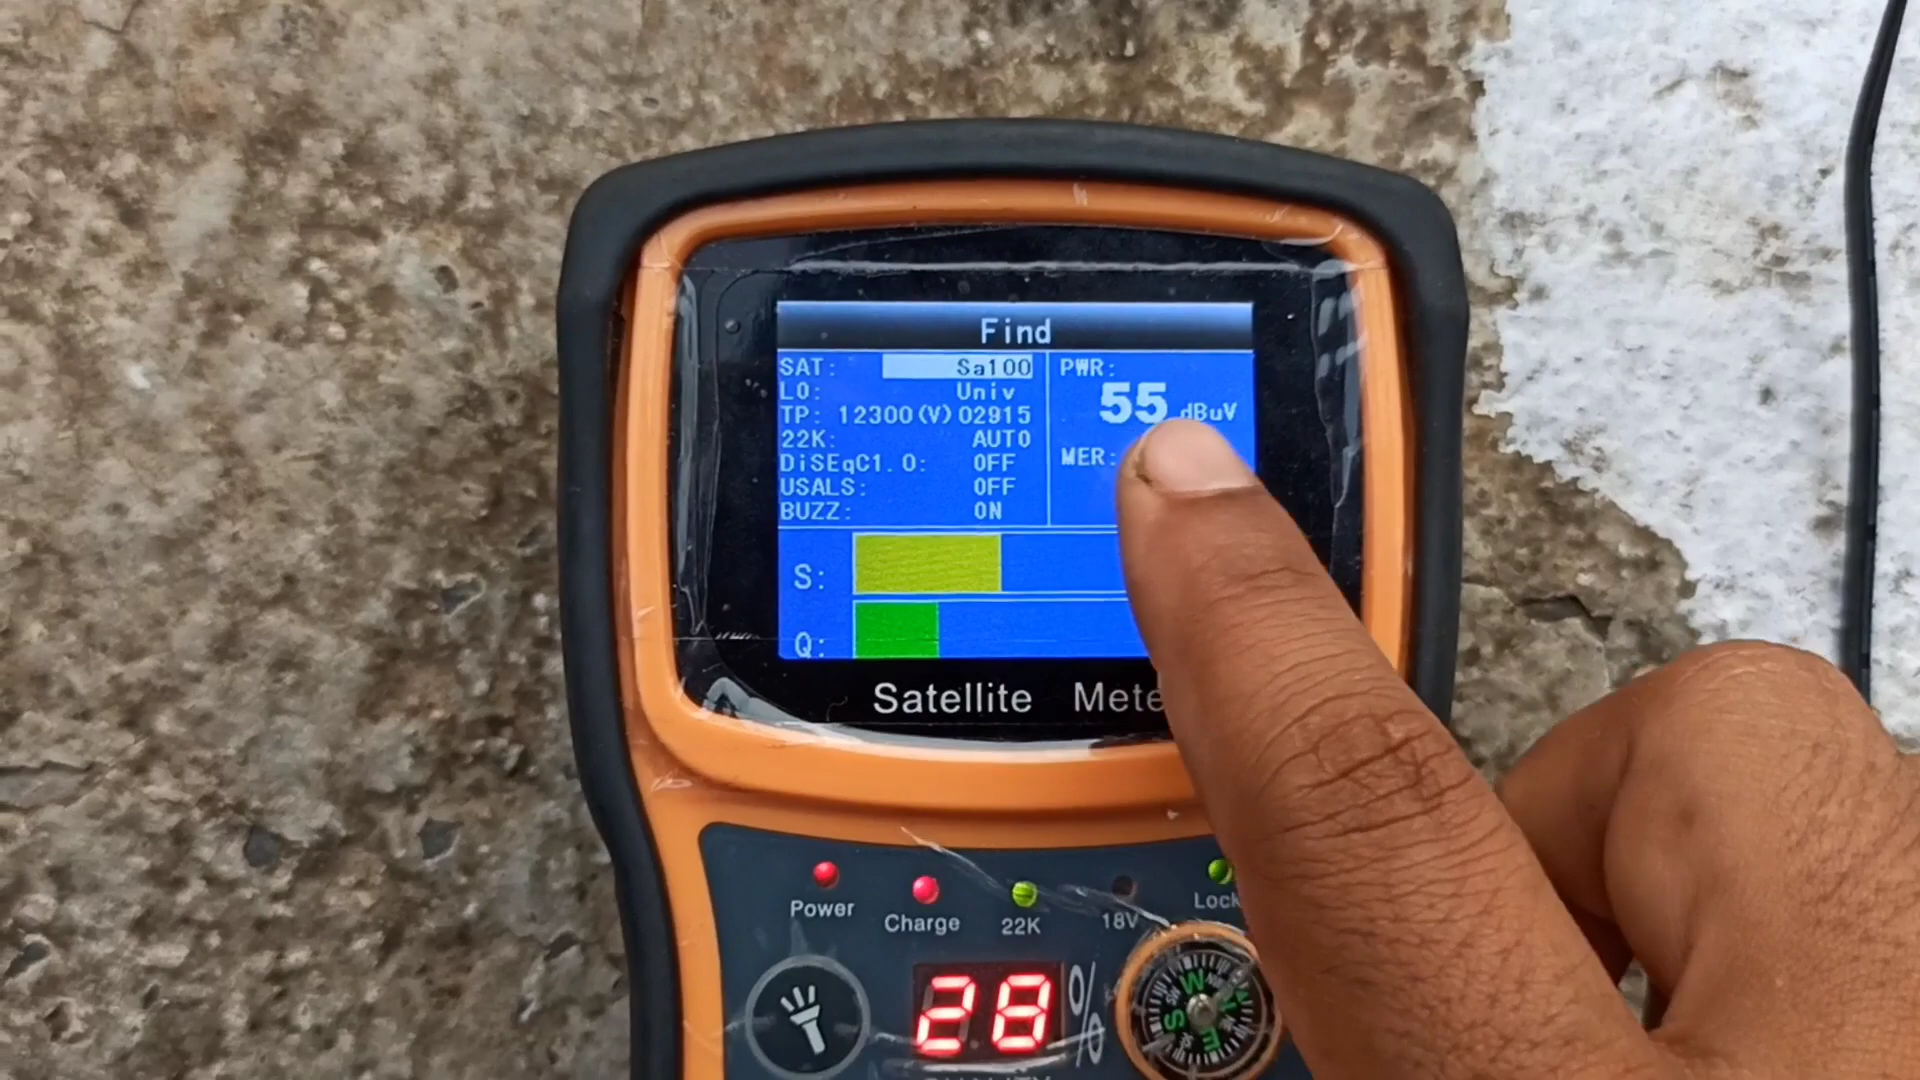 Find
SAT: Sa100
LO: Univ
TP: 12300(V)02915
22K: AUTO
DiSEqC1.0: OFF
USALS: OFF
BUZZ: ON
PWR:
55 dBuV
MER:
S:
Q:
Satellite Mete
Power
Charge
22K
18V
Lock
28 %
W
S
E